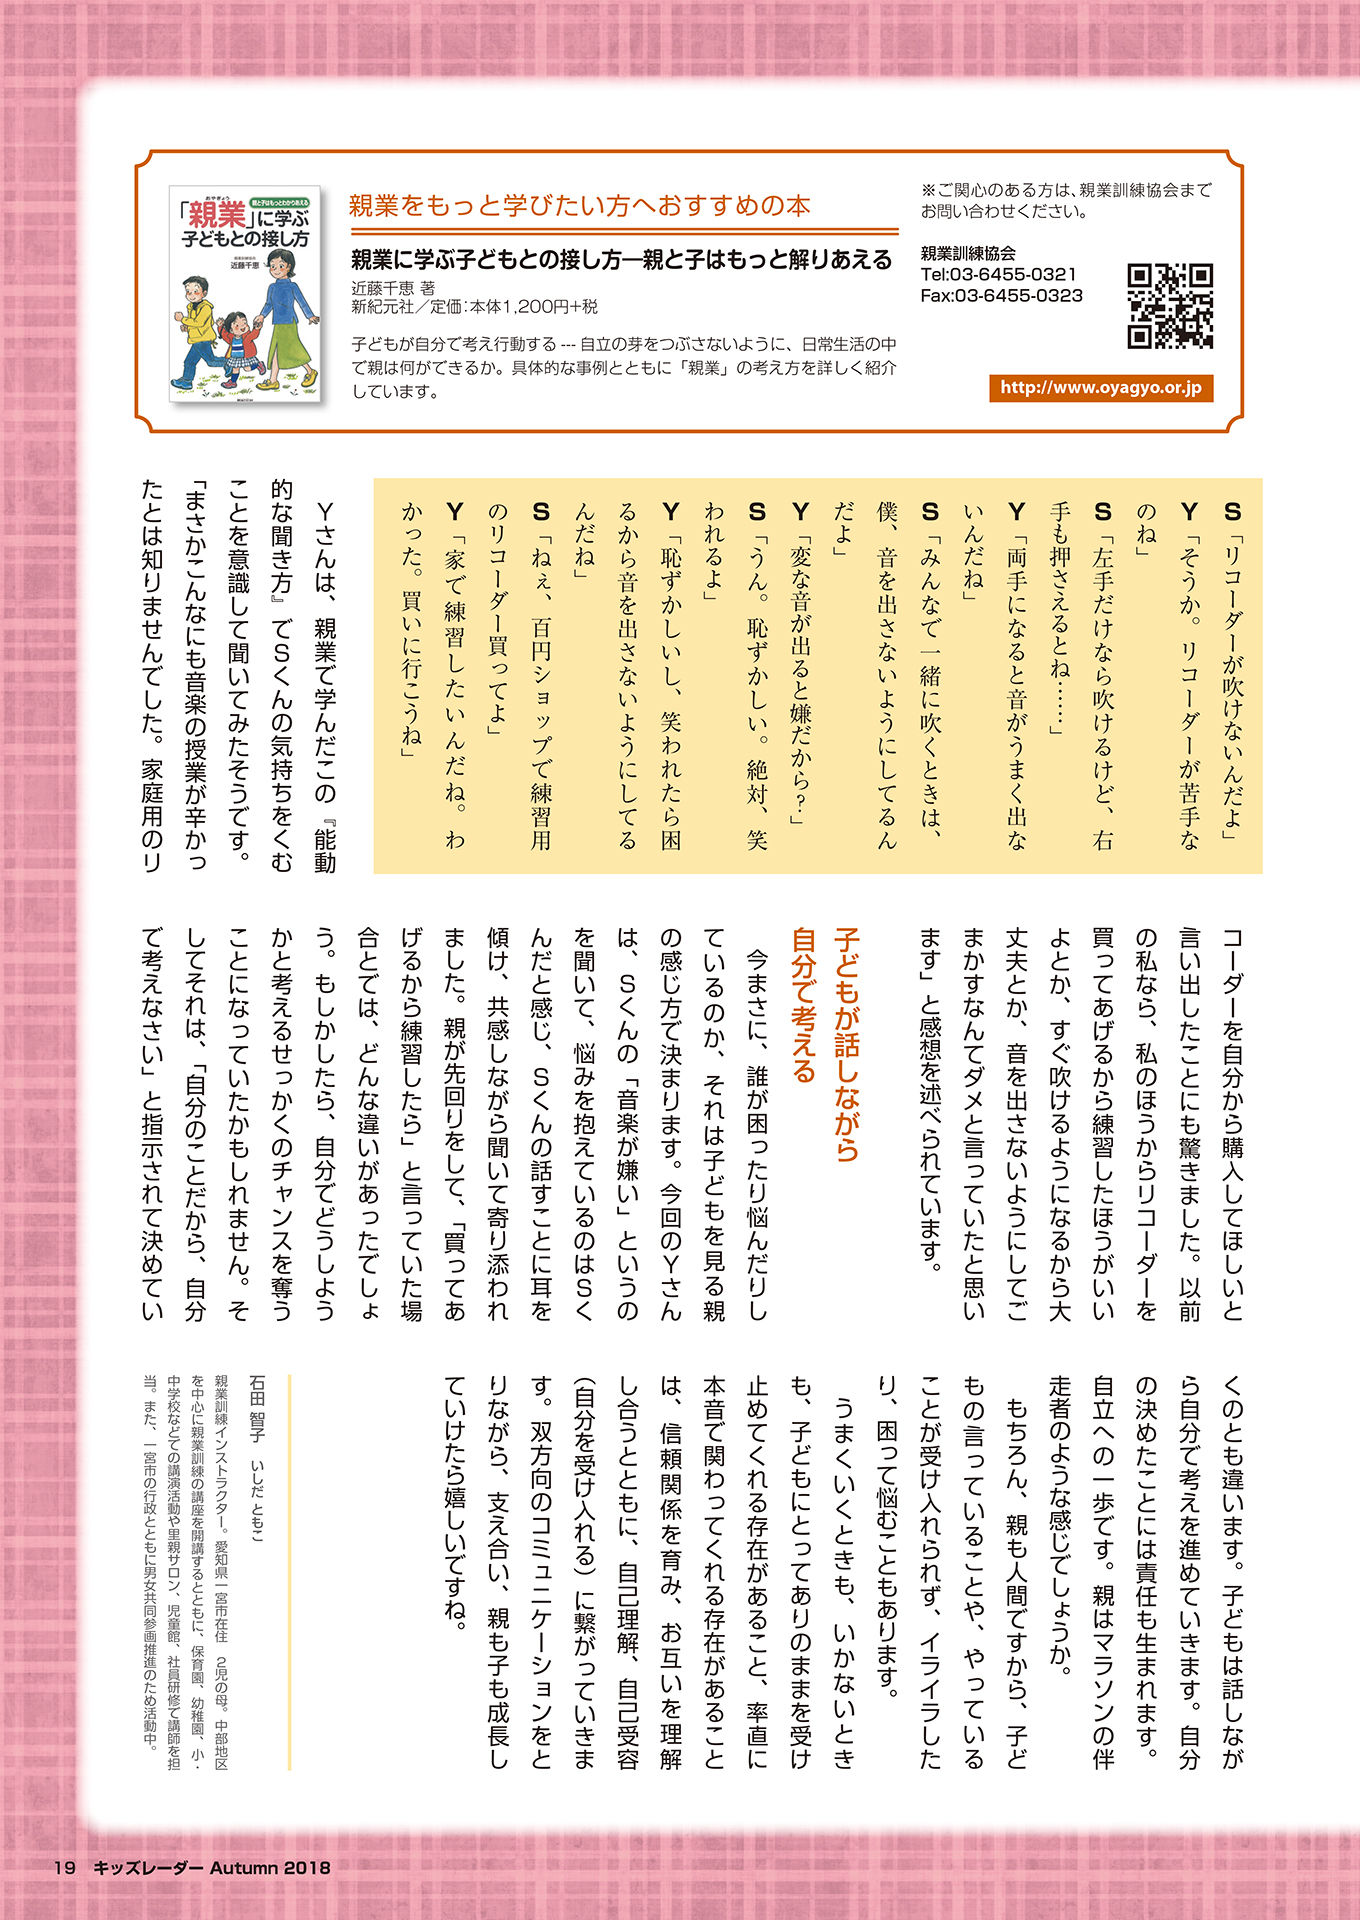 「親業」に学ぶ
おやぎょう
親と子はもっとわかりあえる
子どもとの接し方
親業訓練協会
近藤千恵
親業をもっと学びたい方へおすすめの本
親業に学ぶ子どもとの接し方―親と子はもっと解りあえる
近藤千恵 著
新紀元社／定価：本体1,200円+税
子どもが自分で考え行動する --- 自立の芽をつぶさないように、日常生活の中
で親は何ができるか。具体的な事例とともに「親業」の考え方を詳しく紹介
しています。
※ご関心のある方は、親業訓練協会まで
お問い合わせください。
親業訓練協会
Tel:03-6455-0321
Fax:03-6455-0323
http://www.oyagyo.or.jp
S「リコーダーが吹けないんだよ」
Y「そうか。リコーダーが苦手な
のね」
S「左手だけなら吹けるけど、右
手も押さえるとね……」
Y「両手になると音がうまく出な
いんだね」
S「みんなで一緒に吹くときは、
僕、音を出さないようにしてるん
だよ」
Y「変な音が出ると嫌だから？」
S「うん。恥ずかしい。絶対、笑
われるよ」
Y「恥ずかしいし、笑われたら困
るから音を出さないようにしてる
んだね」
S「ねぇ、百円ショップで練習用
のリコーダー買ってよ」
Y「家で練習したいんだね。わ
かった。買いに行こうね」
Yさんは、親業で学んだこの『能動
的な聞き方』でSくんの気持ちをくむ
ことを意識して聞いてみたそうです。
「まさかこんなにも音楽の授業が辛かっ
たとは知りませんでした。家庭用のリ
コーダーを自分から購入してほしいと
言い出したことにも驚きました。以前
の私なら、私のほうからリコーダーを
買ってあげるから練習したほうがいい
よとか、すぐ吹けるようになるから大
丈夫とか、音を出さないようにしてご
まかすなんてダメと言っていたと思い
ます」と感想を述べられています。
子どもが話しながら
自分で考える
今まさに、誰が困ったり悩んだりし
ているのか、それは子どもを見る親
の感じ方で決まります。今回のYさん
は、Sくんの「音楽が嫌い」というの
を聞いて、悩みを抱えているのはSく
んだと感じ、Sくんの話すことに耳を
傾け、共感しながら聞いて寄り添われ
ました。親が先回りをして、「買ってあ
げるから練習したら」と言っていた場
合とでは、どんな違いがあったでしょ
う。もしかしたら、自分でどうしよう
かと考えるせっかくのチャンスを奪う
ことになっていたかもしれません。そ
してそれは、「自分のことだから、自分
で考えなさい」と指示されて決めてい
くのとも違います。子どもは話しなが
ら自分で考えを進めていきます。自分
の決めたことには責任も生まれます。
自立への一歩です。親はマラソンの伴
走者のような感じでしょうか。
もちろん、親も人間ですから、子ど
もの言っていることや、やっている
ことが受け入れられず、イライラした
り、困って悩むこともあります。
うまくいくときも、いかないとき
も、子どもにとってありのままを受け
止めてくれる存在があること、率直に
本音で関わってくれる存在があること
は、信頼関係を育み、お互いを理解
し合うとともに、自己理解、自己受容
（自分を受け入れる）に繋がっていきま
す。双方向のコミュニケーションをと
りながら、支え合い、親も子も成長し
ていけたら嬉しいですね。
石田 智子　いしだ ともこ
親業訓練インストラクター。愛知県一宮市在住　2児の母。中部地区
を中心に親業訓練の講座を開講するとともに、保育園、幼稚園、小・
中学校などでの講演活動や里親サロン、児童館、社員研修で講師を担
当。また、一宮市の行政とともに男女共同参画推進のため活動中。
19 キッズレーダー Autumn 2018